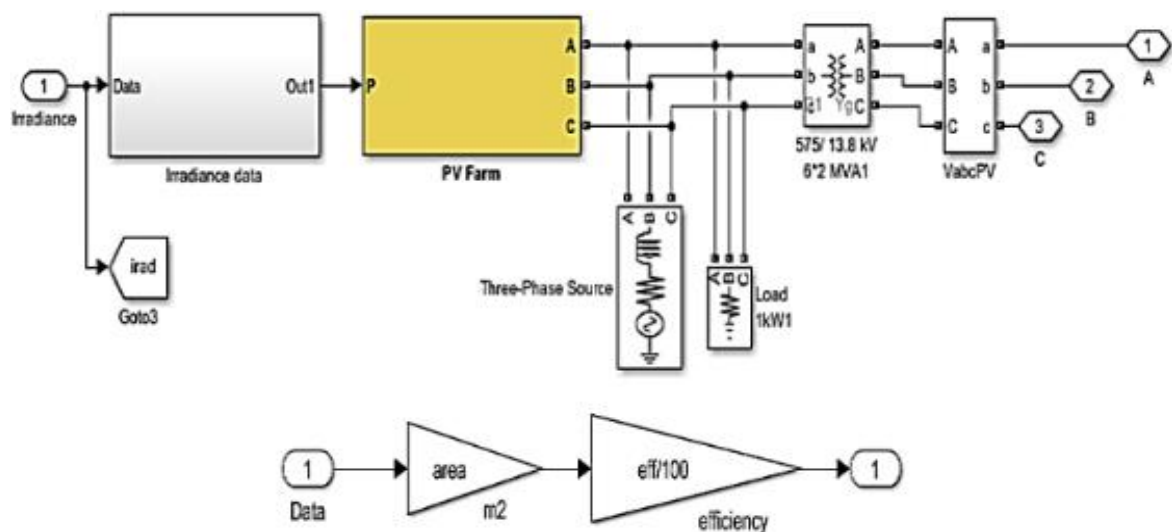 1
Irradiance
Data
Out1
Irradiance data
irad
Goto3
P
A
B
C
PV Farm
A
B
C
Three-Phase Source
A
B
C
Load
1kW1
a
b
A
B
C
Yg
575/ 13.8 kV
6*2 MVA1
A
B
C
a
b
c
VabcPV
1
A
2
B
3
C
1
Data
area
m2
eff/100
efficiency
1